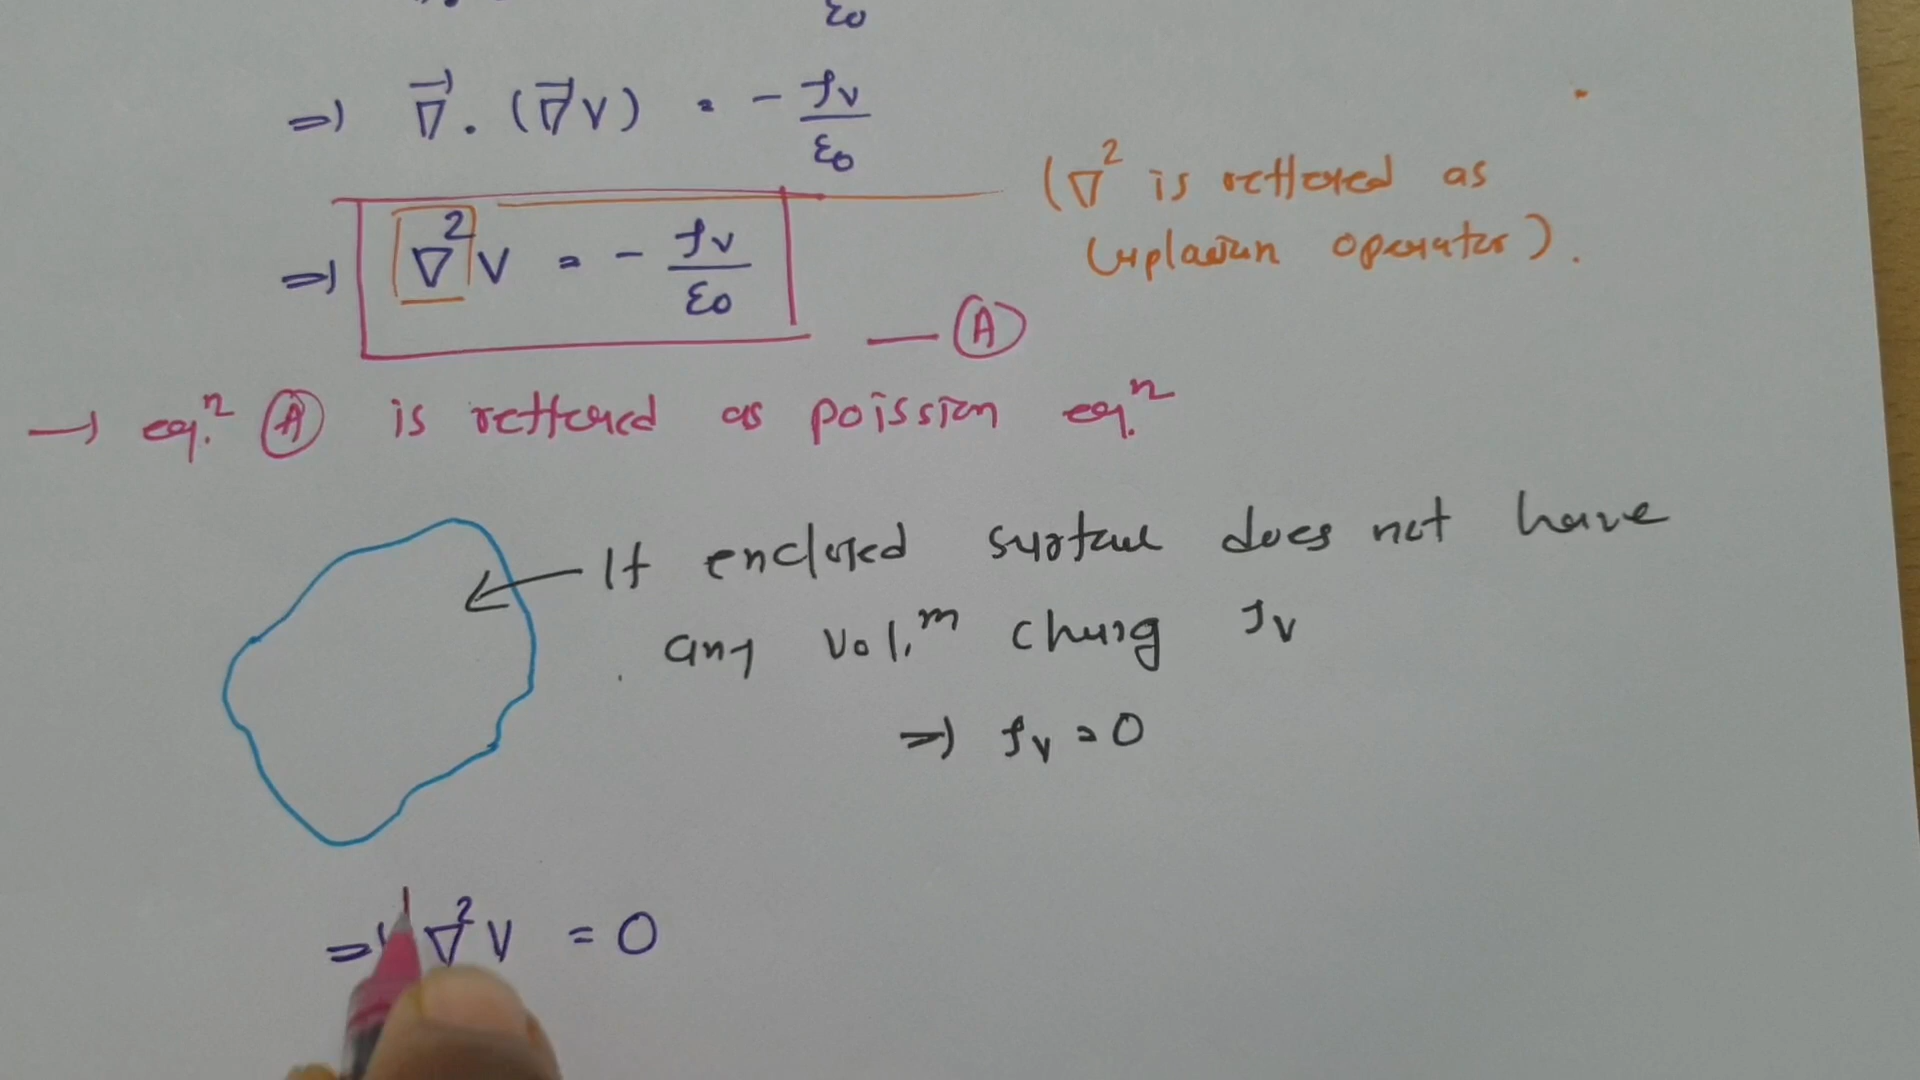 ε0
⇒ ∇⃗ . (∇⃗ V) = - ρv/ε0
⇒ ∇²V = - ρv/ε0
(∇² is reffered as
Laplacian operator).
— (A)
→ eq.ⁿ (A) is reffered as poission eq.ⁿ
If enclosed surface does not have
any vol.ᵐ charg ρv
⇒ ρv = 0
⇒ ∇²V = 0